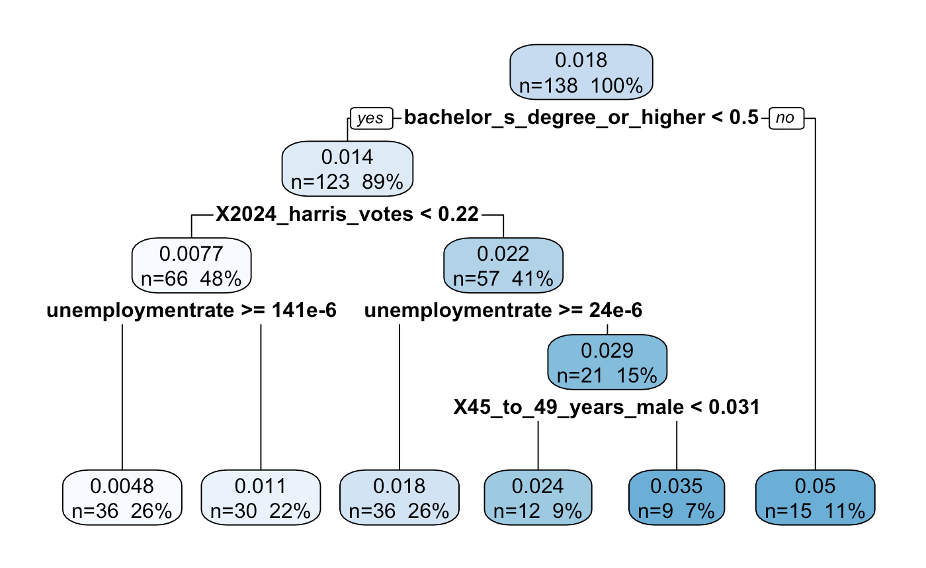 0.018
n=138 100%
yes bachelor_s_degree_or_higher < 0.5 no
0.014
n=123 89%
X2024_harris_votes < 0.22
0.0077
n=66 48%
0.022
n=57 41%
unemploymentrate >= 141e-6
unemploymentrate >= 24e-6
0.029
n=21 15%
X45_to_49_years_male < 0.031
0.0048
n=36 26%
0.011
n=30 22%
0.018
n=36 26%
0.024
n=12 9%
0.035
n=9 7%
0.05
n=15 11%